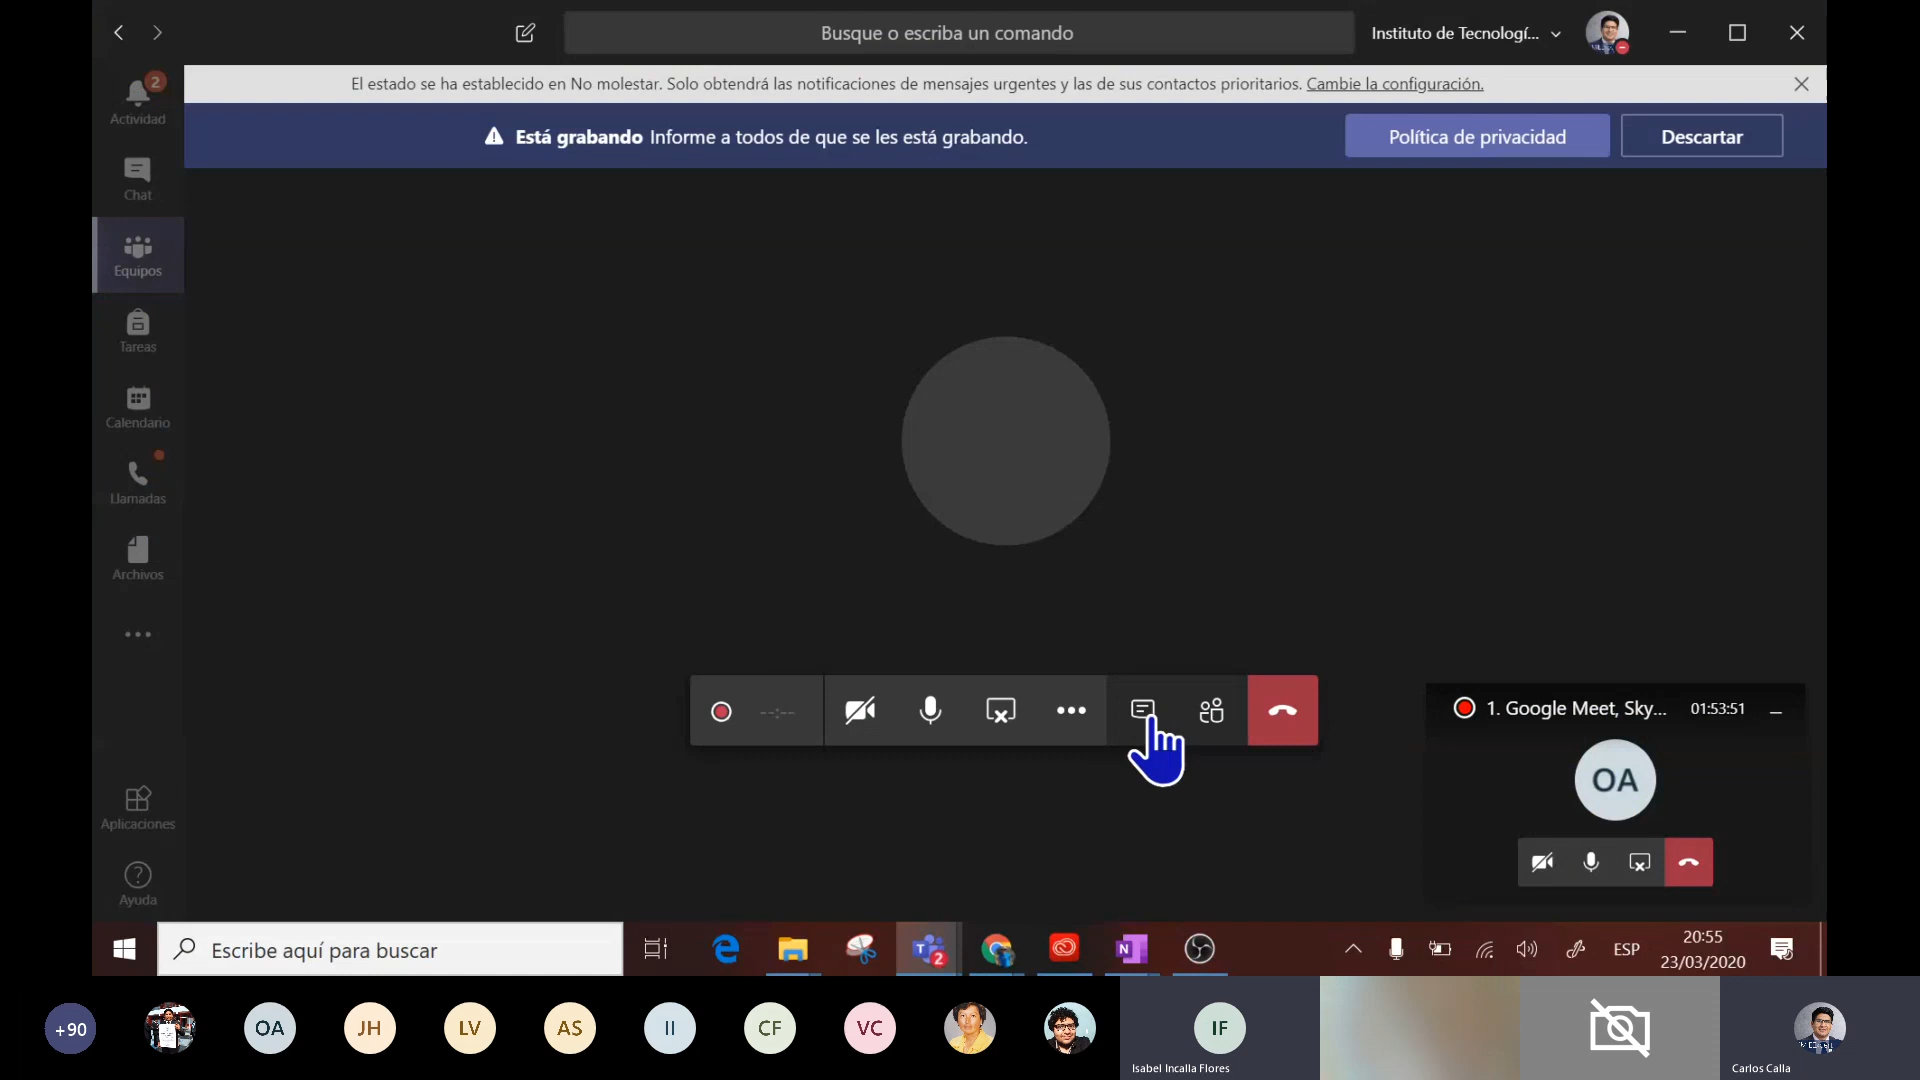 Busque o escriba un comando
Instituto de Tecnologí...
2
El estado se ha establecido en No molestar. Solo obtendrá las notificaciones de mensajes urgentes y las de sus contactos prioritarios. Cambie la configuración.
Está grabando Informe a todos de que se les está grabando.
Política de privacidad
Descartar
Actividad
Chat
Equipos
Tareas
Calendario
Llamadas
Archivos
Aplicaciones
Ayuda
--:--
1. Google Meet, Sky...
01:53:51
OA
Escribe aquí para buscar
2
ESP
20:55
23/03/2020
+90
OA
JH
LV
AS
II
CF
VC
IF
Isabel Incalla Flores
Carlos Calla